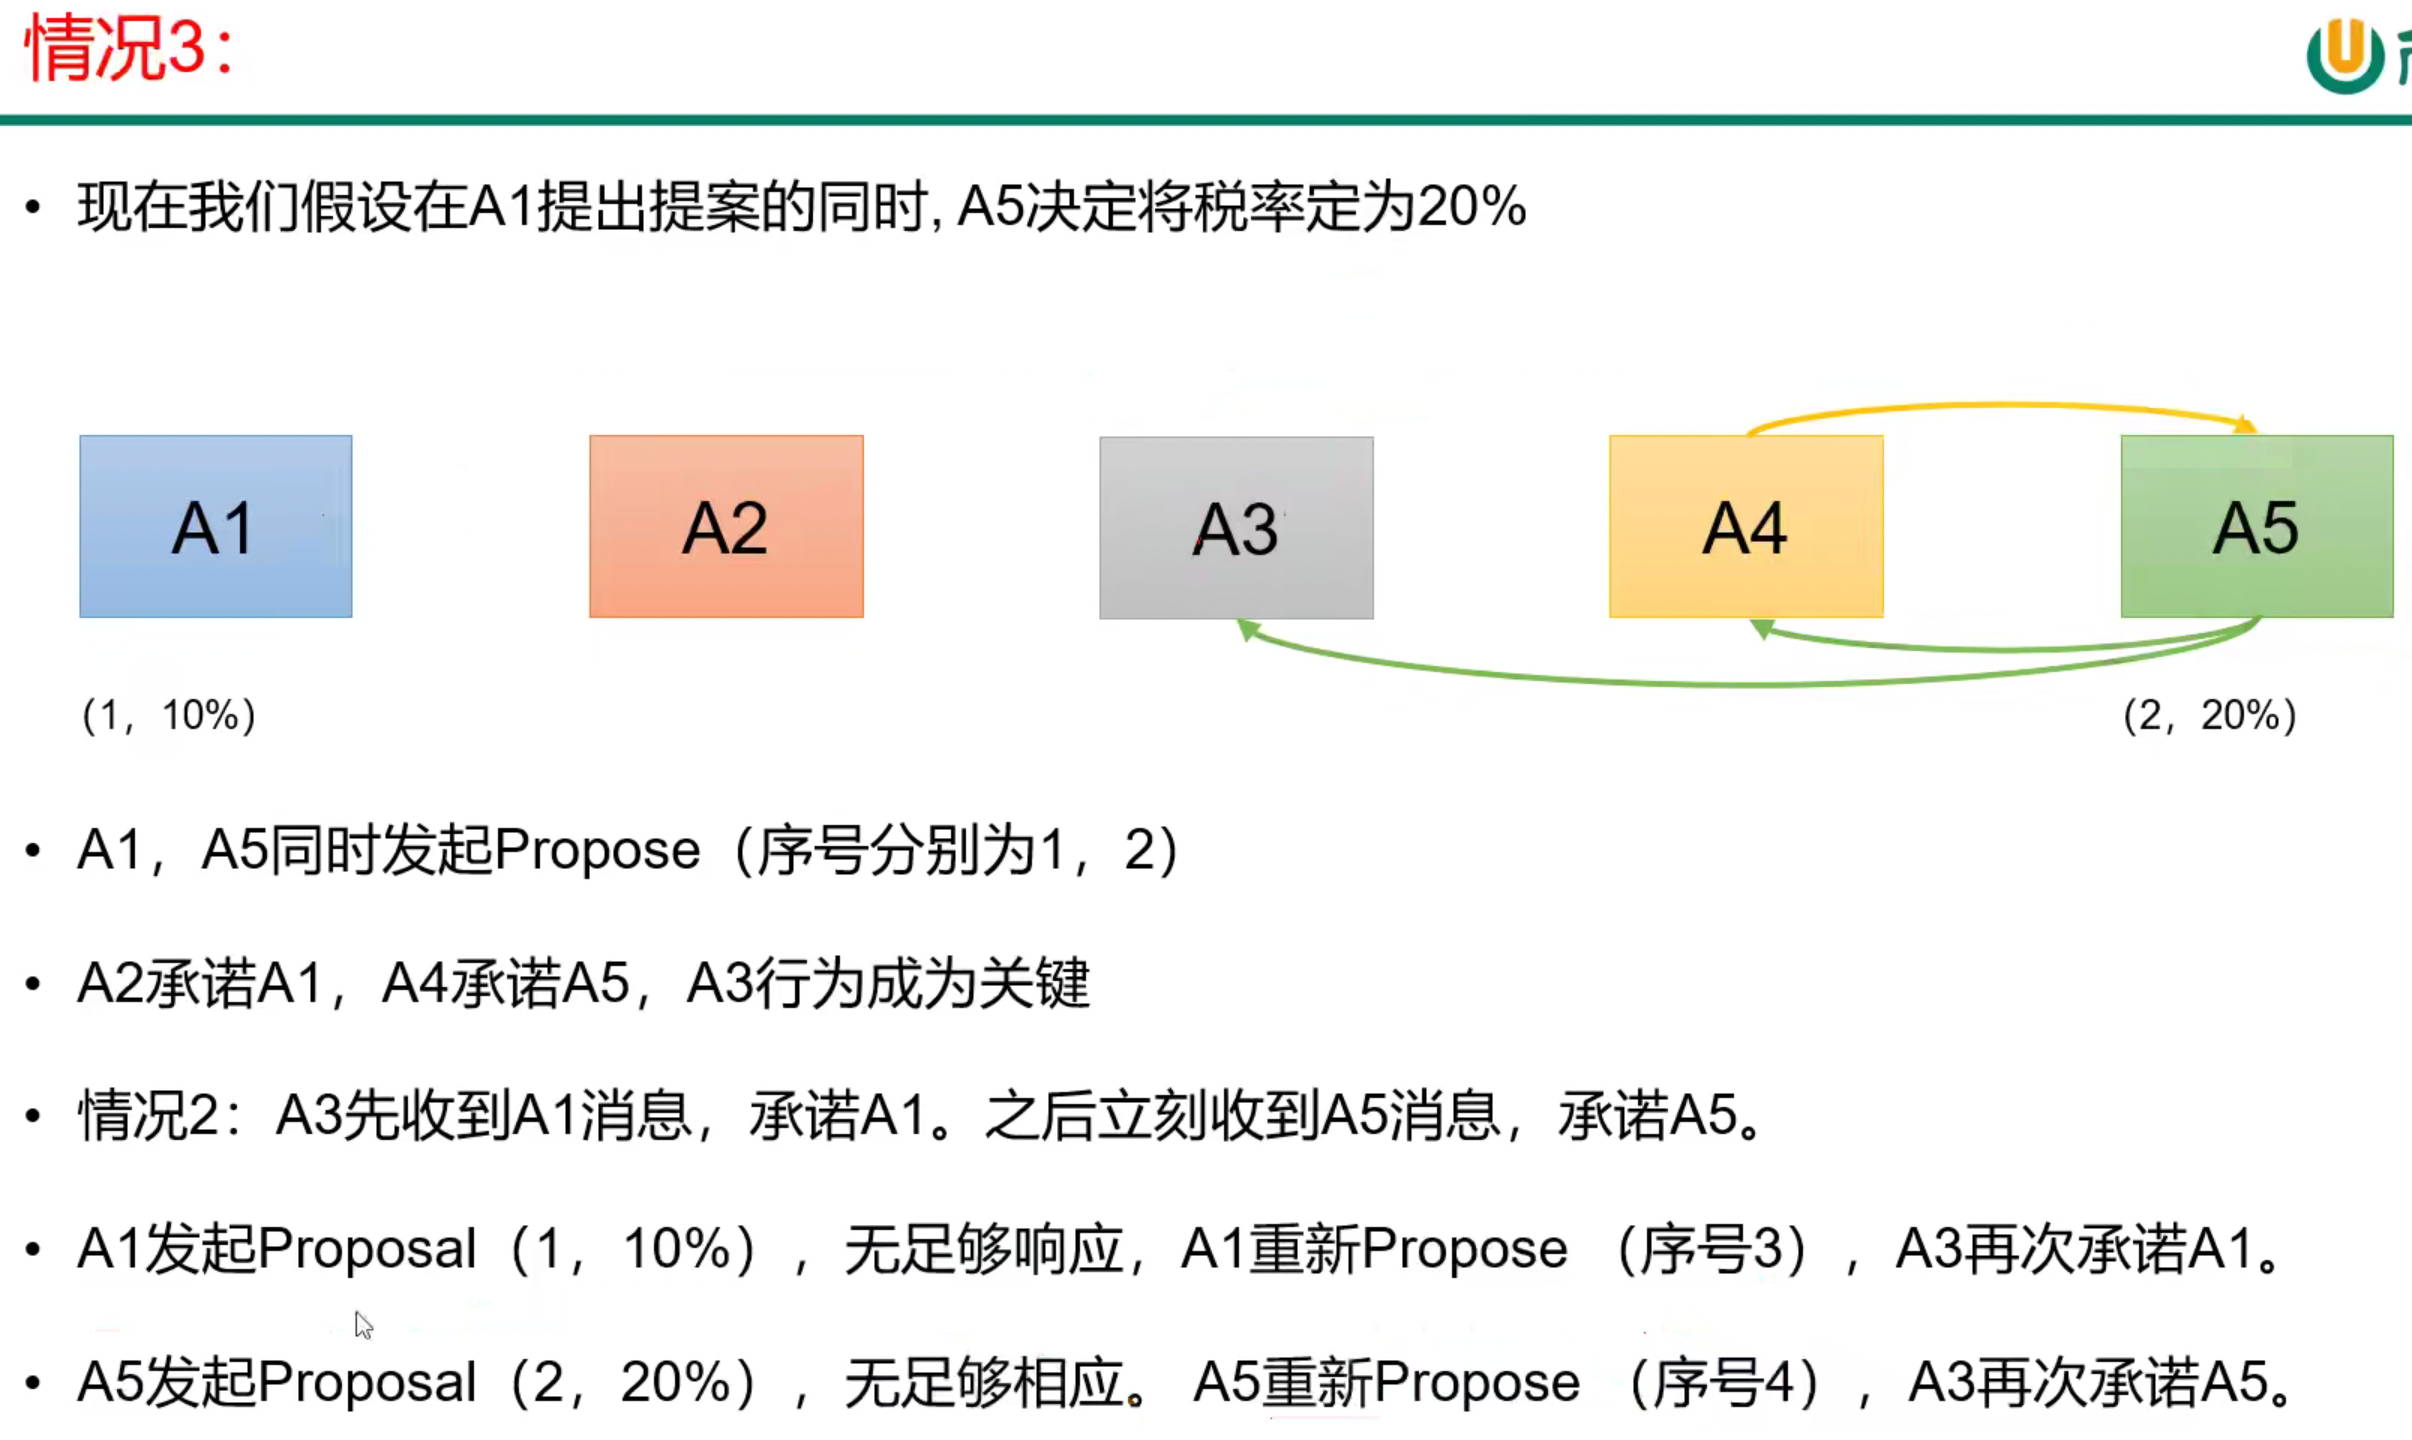 情况3：
• 现在我们假设在A1提出提案的同时, A5决定将税率定为20%
A1
A2
A3
A4
A5
（1，10%）
（2，20%）
• A1，A5同时发起Propose（序号分别为1，2）
• A2承诺A1，A4承诺A5，A3行为成为关键
• 情况2：A3先收到A1消息，承诺A1。之后立刻收到A5消息，承诺A5。
• A1发起Proposal（1，10%），无足够响应，A1重新Propose （序号3），A3再次承诺A1。
• A5发起Proposal（2，20%），无足够相应。A5重新Propose （序号4），A3再次承诺A5。